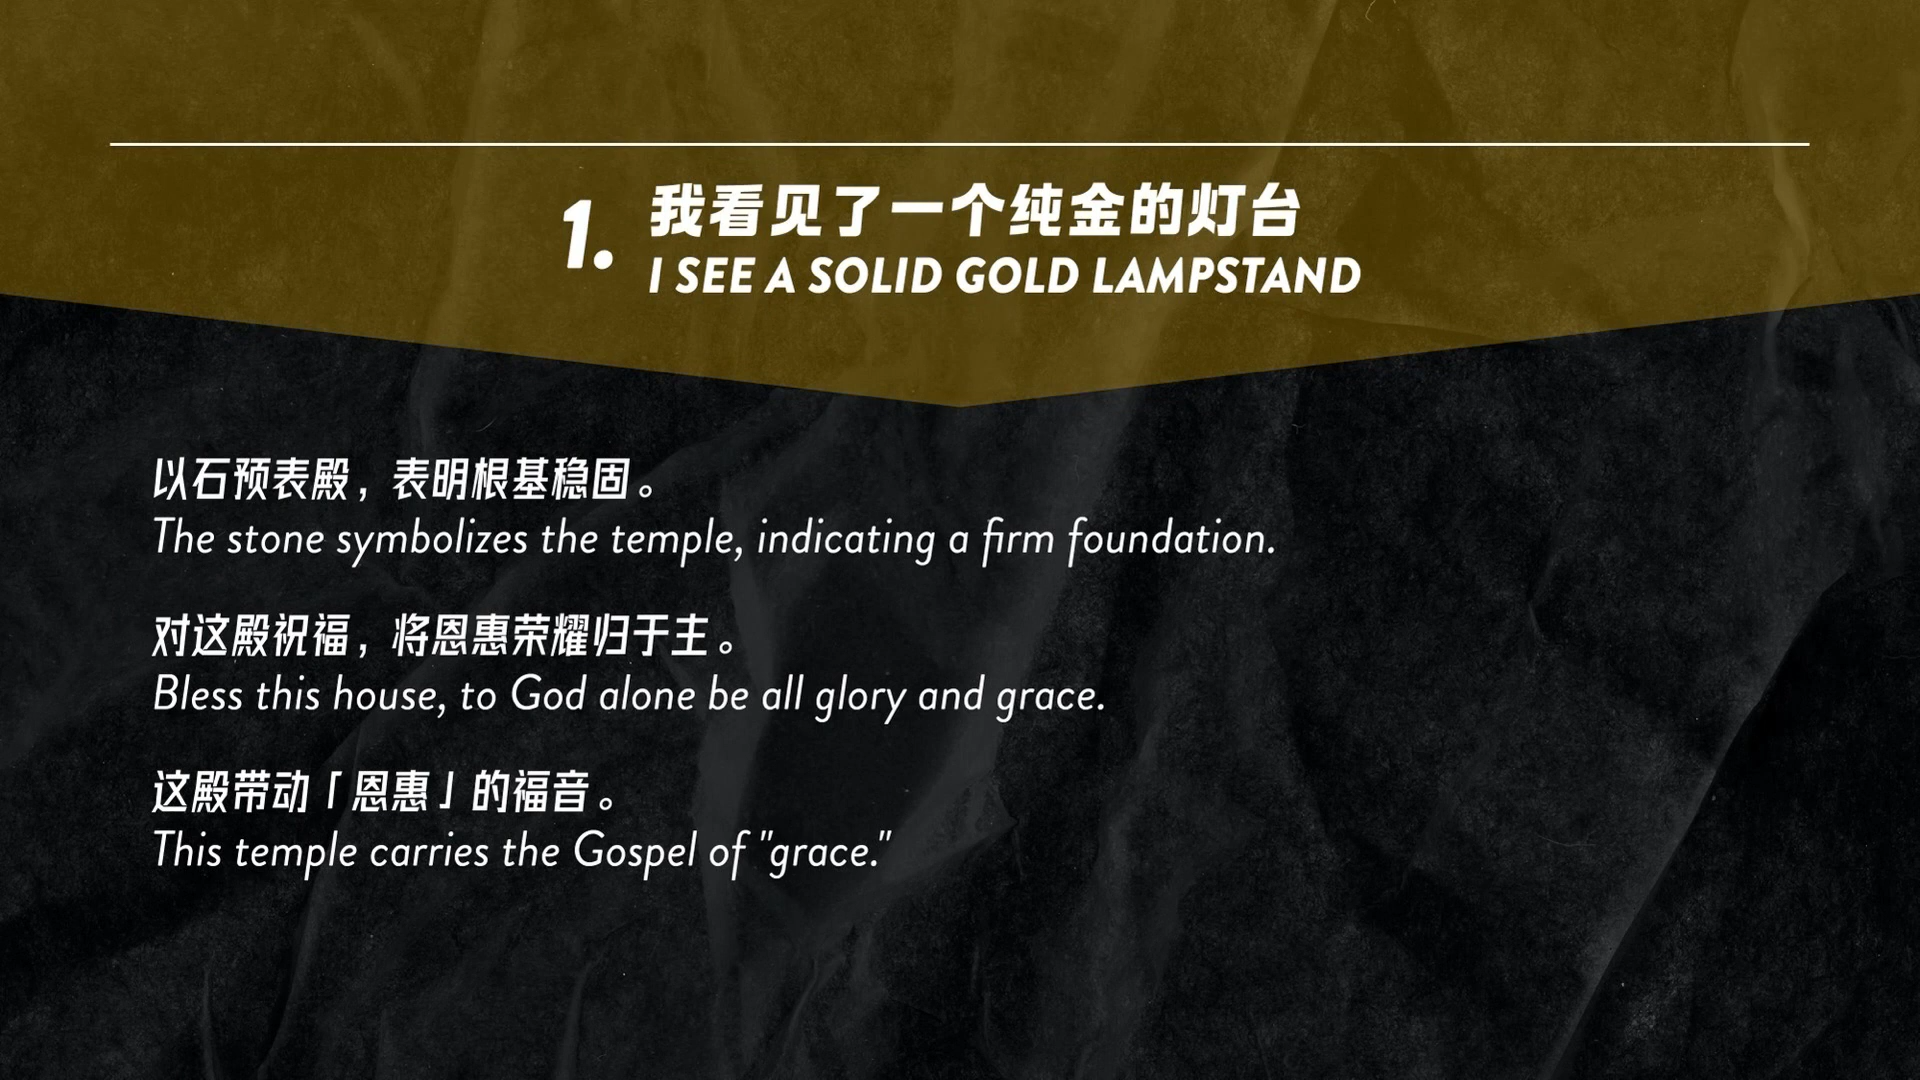 1. 我看见了一个纯金的灯台
I SEE A SOLID GOLD LAMPSTAND
以石预表殿，表明根基稳固。
The stone symbolizes the temple, indicating a firm foundation.
对这殿祝福，将恩惠荣耀归于主。
Bless this house, to God alone be all glory and grace.
这殿带动「恩惠」的福音。
This temple carries the Gospel of "grace."